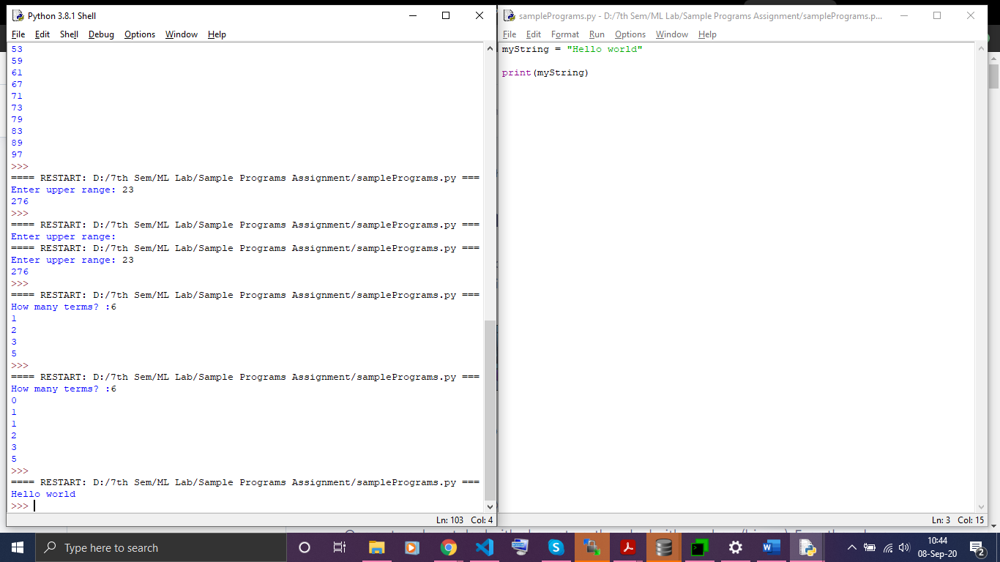 Python 3.8.1 Shell
File Edit Shell Debug Options Window Help
53
59
61
67
71
73
79
83
89
97
>>>
==== RESTART: D:/7th Sem/ML Lab/Sample Programs Assignment/samplePrograms.py ===
Enter upper range: 23
276
>>>
==== RESTART: D:/7th Sem/ML Lab/Sample Programs Assignment/samplePrograms.py ===
Enter upper range:
==== RESTART: D:/7th Sem/ML Lab/Sample Programs Assignment/samplePrograms.py ===
Enter upper range: 23
276
>>>
==== RESTART: D:/7th Sem/ML Lab/Sample Programs Assignment/samplePrograms.py ===
How many terms? :6
1
2
3
5
>>>
==== RESTART: D:/7th Sem/ML Lab/Sample Programs Assignment/samplePrograms.py ===
How many terms? :6
0
1
1
2
3
5
>>>
==== RESTART: D:/7th Sem/ML Lab/Sample Programs Assignment/samplePrograms.py ===
Hello world
>>>
Ln: 103 Col: 4
samplePrograms.py - D:/7th Sem/ML Lab/Sample Programs Assignment/samplePrograms.p...
File Edit Format Run Options Window Help
myString = "Hello world"
print(myString)
Ln: 3 Col: 15
Type here to search
10:44
08-Sep-20
2